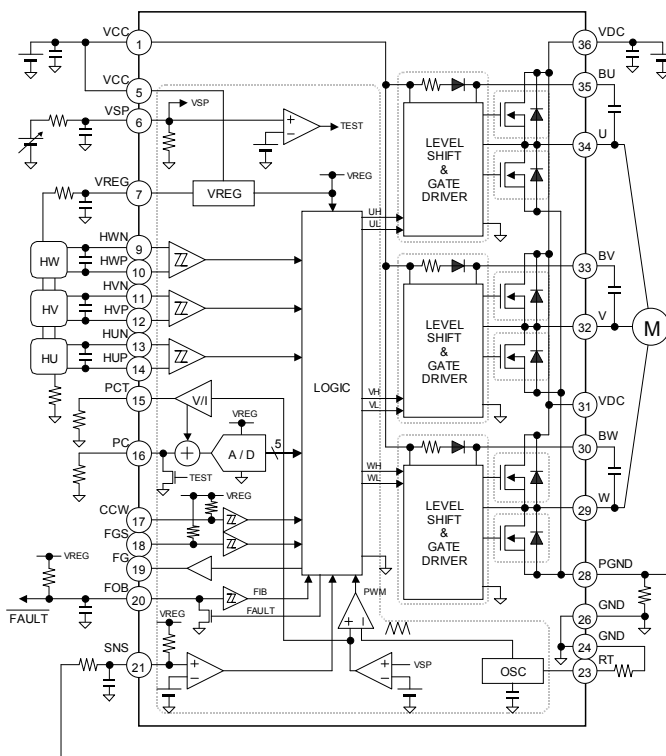 VCC
1
VCC
5
VSP
6
VSP
TEST
VREG
7
VREG
VREG
HWN
9
HW
HWP
10
HVN
11
HV
HVP
12
HUN
13
HU
HUP
14
PCT
15
V/I
VREG
PC
16
+
A / D
5
TEST
VREG
CCW
17
FGS
18
FG
19
VREG
FOB
20
FIB
FAULT
FAULT
VREG
SNS
21
+
−
+
−
LOGIC
UH
UL
VH
VL
WH
WL
PWM
+
−
+
−
VSP
OSC
LEVEL
SHIFT
&
GATE
DRIVER
LEVEL
SHIFT
&
GATE
DRIVER
LEVEL
SHIFT
&
GATE
DRIVER
36
VDC
35
BU
34
U
33
BV
32
V
M
31
VDC
30
BW
29
W
28
PGND
26
GND
24
GND
23
RT